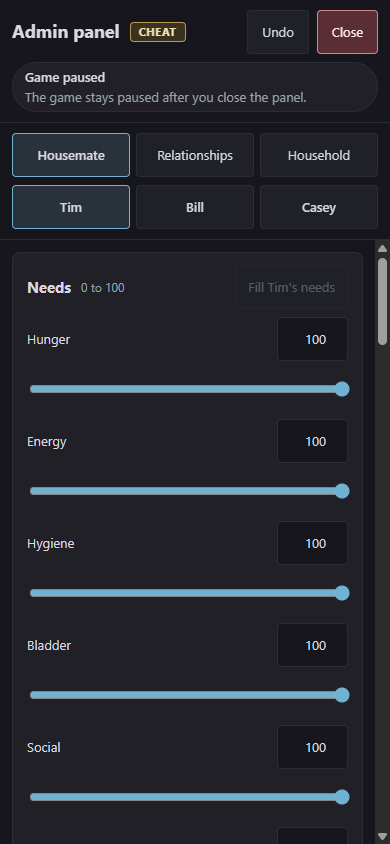 Admin panel CHEAT Undo Close
Game paused
The game stays paused after you close the panel.
Housemate Relationships Household
Tim Bill Casey
Needs 0 to 100 Fill Tim's needs
Hunger 100
Energy 100
Hygiene 100
Bladder 100
Social 100